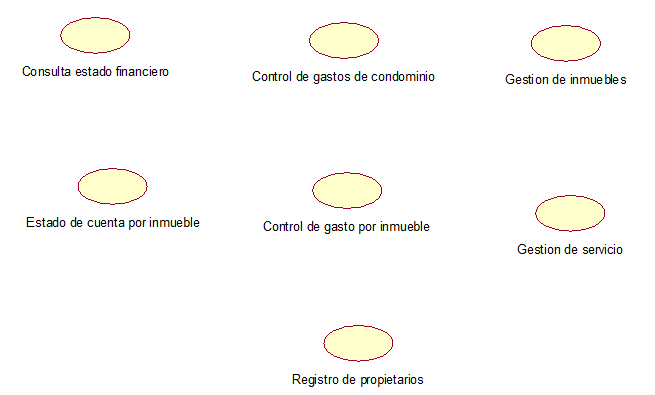 Consulta estado financiero
Control de gastos de condominio
Gestion de inmuebles
Estado de cuenta por inmueble
Control de gasto por inmueble
Gestion de servicio
Registro de propietarios